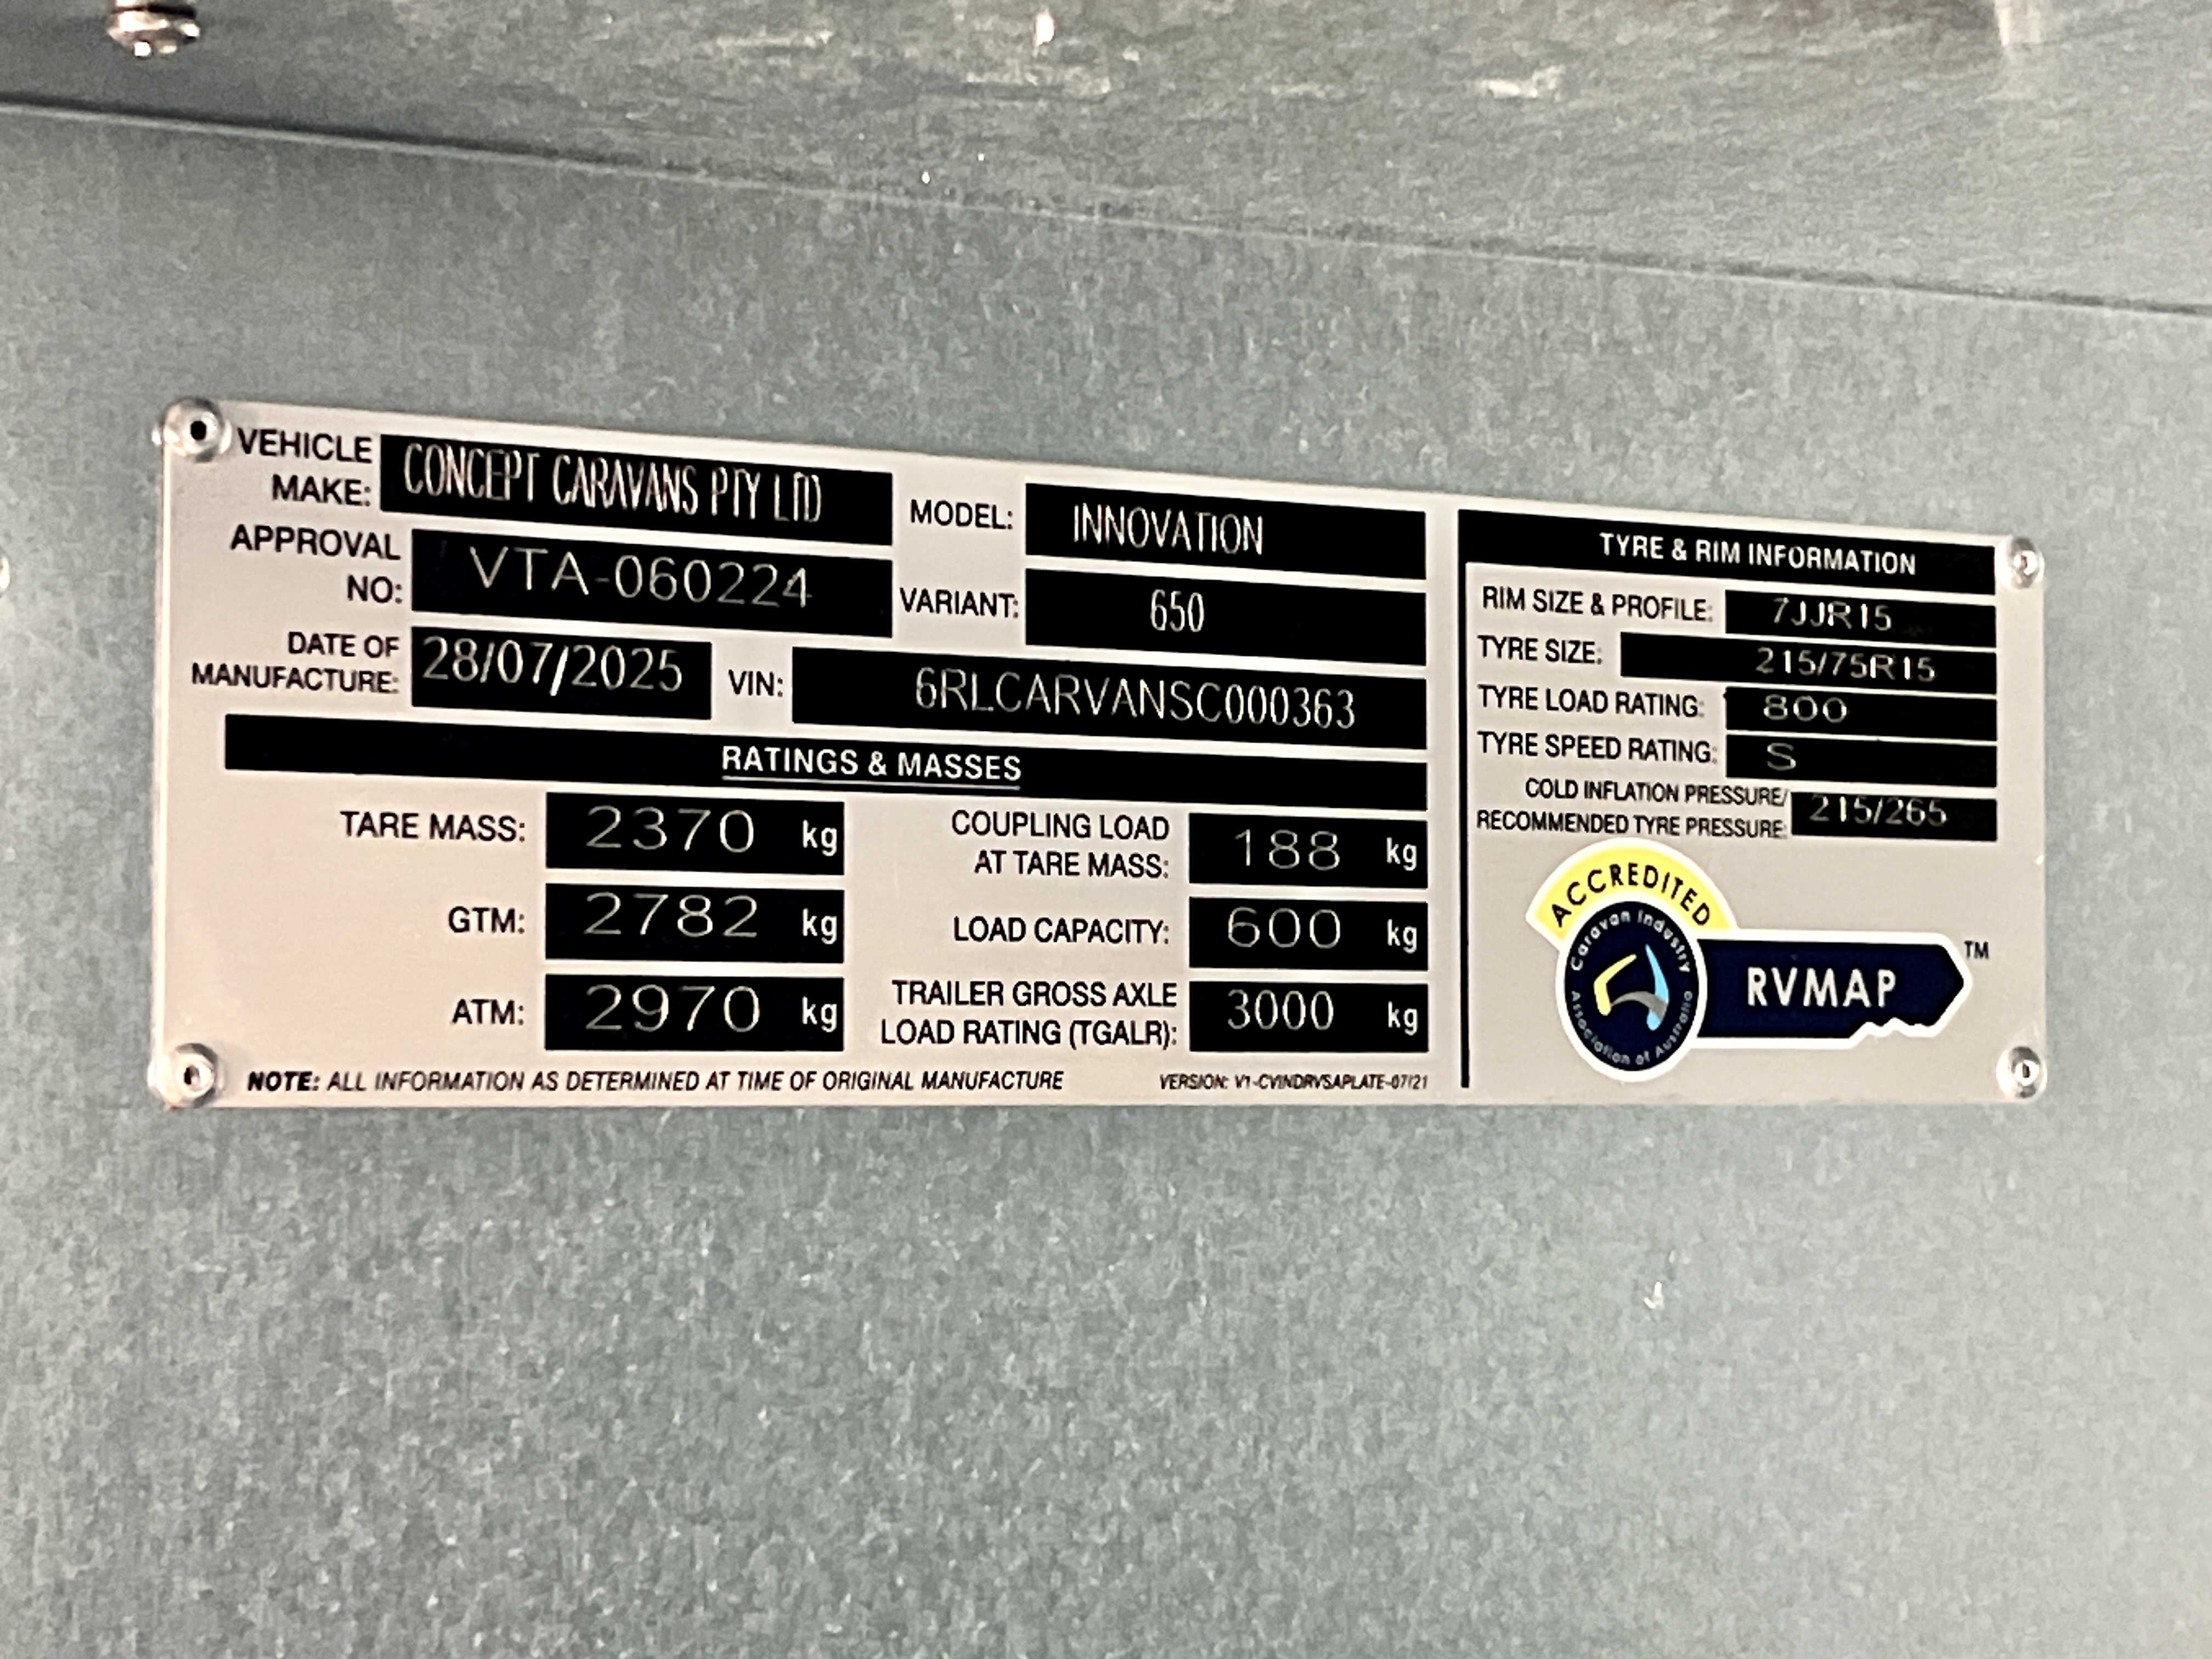 VEHICLE MAKE: CONCEPT CARAVANS PTY LTD
MODEL: INNOVATION
APPROVAL NO: VTA-060224
VARIANT: 650
DATE OF MANUFACTURE: 28/07/2025
VIN: 6RLCARVANSC000363
RATINGS & MASSES
TARE MASS: 2370 kg
COUPLING LOAD AT TARE MASS: 188 kg
GTM: 2782 kg
LOAD CAPACITY: 600 kg
ATM: 2970 kg
TRAILER GROSS AXLE LOAD RATING (TGALR): 3000 kg
NOTE: ALL INFORMATION AS DETERMINED AT TIME OF ORIGINAL MANUFACTURE
VERSION: V1-CVINDRVSAPLATE-07/21
TYRE & RIM INFORMATION
RIM SIZE & PROFILE: 7JJR15
TYRE SIZE: 215/75R15
TYRE LOAD RATING: 800
TYRE SPEED RATING: S
COLD INFLATION PRESSURE/
RECOMMENDED TYRE PRESSURE: 215/265
ACCREDITED
Caravan Industry Association of Australia
RVMAP TM